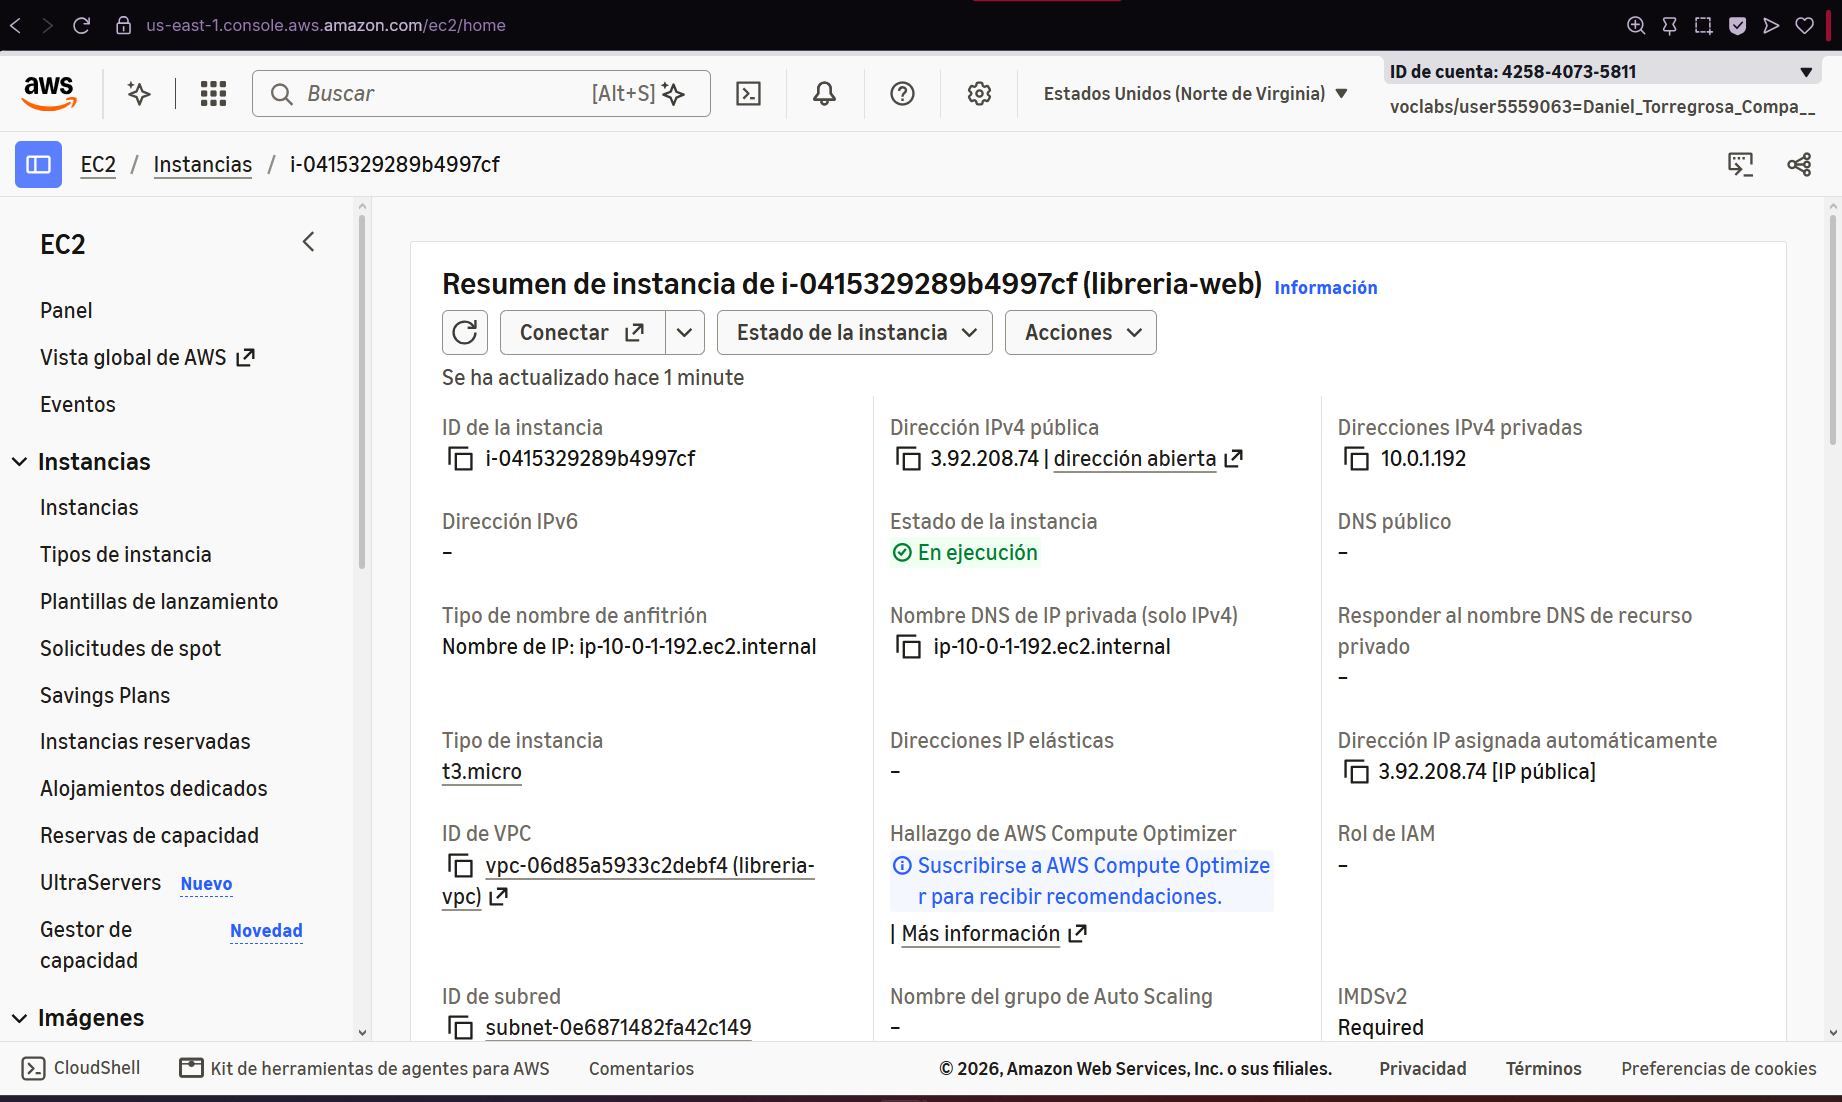 us-east-1.console.aws.amazon.com/ec2/home
aws
Buscar
[Alt+S]
Estados Unidos (Norte de Virginia)
ID de cuenta: 4258-4073-5811
voclabs/user5559063=Daniel_Torregrosa_Compa__
EC2 / Instancias / i-0415329289b4997cf
EC2
Panel
Vista global de AWS
Eventos
Instancias
Instancias
Tipos de instancia
Plantillas de lanzamiento
Solicitudes de spot
Savings Plans
Instancias reservadas
Alojamientos dedicados
Reservas de capacidad
UltraServers Nuevo
Gestor de Novedad
capacidad
Imágenes
Resumen de instancia de i-0415329289b4997cf (libreria-web) Información
Conectar
Estado de la instancia
Acciones
Se ha actualizado hace 1 minute
ID de la instancia
i-0415329289b4997cf
Dirección IPv4 pública
3.92.208.74 | dirección abierta
Direcciones IPv4 privadas
10.0.1.192
Dirección IPv6
–
Estado de la instancia
En ejecución
DNS público
–
Tipo de nombre de anfitrión
Nombre de IP: ip-10-0-1-192.ec2.internal
Nombre DNS de IP privada (solo IPv4)
ip-10-0-1-192.ec2.internal
Responder al nombre DNS de recurso
privado
–
Tipo de instancia
t3.micro
Direcciones IP elásticas
–
Dirección IP asignada automáticamente
3.92.208.74 [IP pública]
ID de VPC
vpc-06d85a5933c2debf4 (libreria-
vpc)
Hallazgo de AWS Compute Optimizer
Suscribirse a AWS Compute Optimize
r para recibir recomendaciones.
| Más información
Rol de IAM
–
ID de subred
subnet-0e6871482fa42c149
Nombre del grupo de Auto Scaling
–
IMDSv2
Required
CloudShell
Kit de herramientas de agentes para AWS
Comentarios
© 2026, Amazon Web Services, Inc. o sus filiales.
Privacidad
Términos
Preferencias de cookies